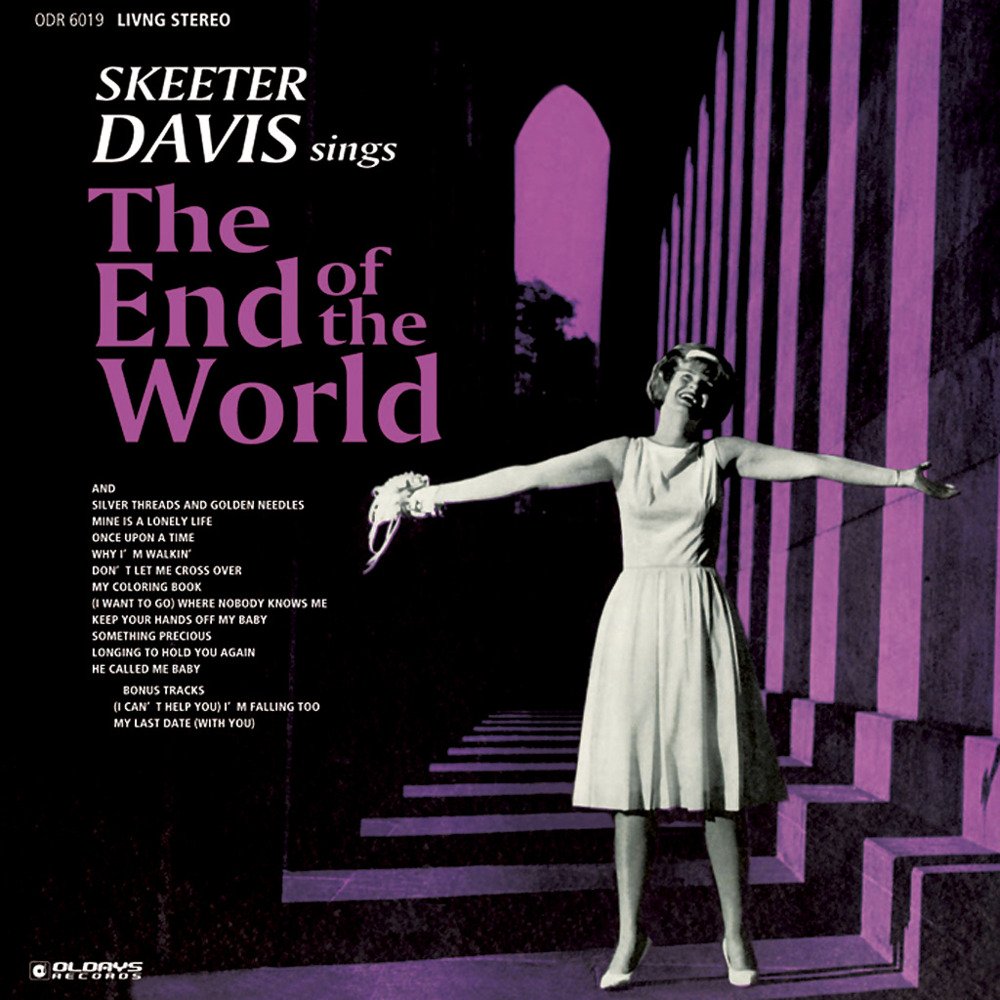 ODR 6019 LIVNG STEREO
SKEETER
DAVIS sings
The
End of
the
World
AND
SILVER THREADS AND GOLDEN NEEDLES
MINE IS A LONELY LIFE
ONCE UPON A TIME
WHY I' M WALKIN'
DON' T LET ME CROSS OVER
MY COLORING BOOK
(I WANT TO GO) WHERE NOBODY KNOWS ME
KEEP YOUR HANDS OFF MY BABY
SOMETHING PRECIOUS
LONGING TO HOLD YOU AGAIN
HE CALLED ME BABY
BONUS TRACKS
(I CAN' T HELP YOU) I' M FALLING TOO
MY LAST DATE (WITH YOU)
OLDAYS
RECORDS